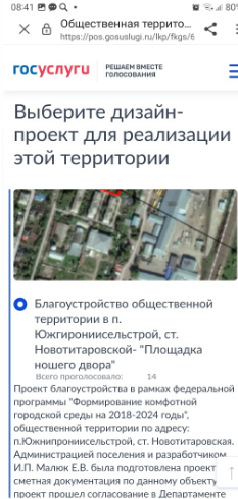 08:41
80%
Общественная террито...
https://pos.gosuslugi.ru/lkp/fkgs/6
госуслуги
РЕШАЕМ ВМЕСТЕ
ГОЛОСОВАНИЯ
Выберите дизайн-
проект для реализации
этой территории
Благоустройство общественной
территории в п.
Южгирониисельстрой, ст.
Новотитаровской- "Площадка
ношего двора"
Всего проголосовало: 14
Проект благоустройства в рамках федеральной
программы "Формирование комфотной
городской среды на 2018-2024 годы",
общественной территории по адресу:
п.Южнипрониисельстрой, ст. Новотитаровская.
Администрацией поселения и разработчиком
И.П. Малюк Е.В. была подготовлена проект
сметная документация по данному объекту
проект прошел согласование в Департаменте